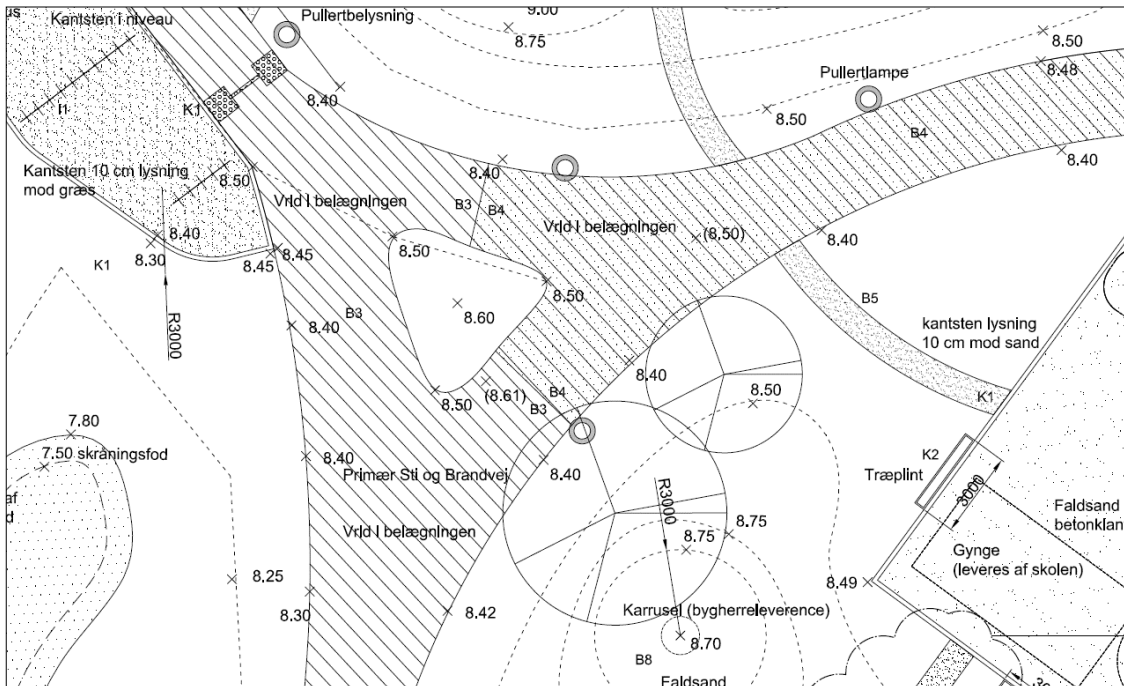 us
Kantsten i niveau
Pullertbelysning
9.00
8.75
8.50
8.48
Pullertlampe
8.40
8.50
I1
K1
B4
8.40
Kantsten 10 cm lysning
mod græs
8.50
8.40
Vrid I belægningen
B3
B4
Vrid I belægningen
(8.50)
8.40
8.40
8.30
8.45
8.45
8.50
K1
8.50
B5
R3000
B3
8.60
8.40
kantsten lysning
10 cm mod sand
8.40
8.50
K1
8.50
(8.61)
B4
B3
7.80
7.50 skråningsfod
8.40
Primær Sti og Brandvej
8.40
K2
Træplint
af
d
R3000
3000
Faldsand
betonklan
Vrid I belægningen
8.75
8.75
Gynge
(leveres af skolen)
8.25
8.30
8.42
8.49
Karrusel (bygherreleverence)
8.70
B8
Faldsand